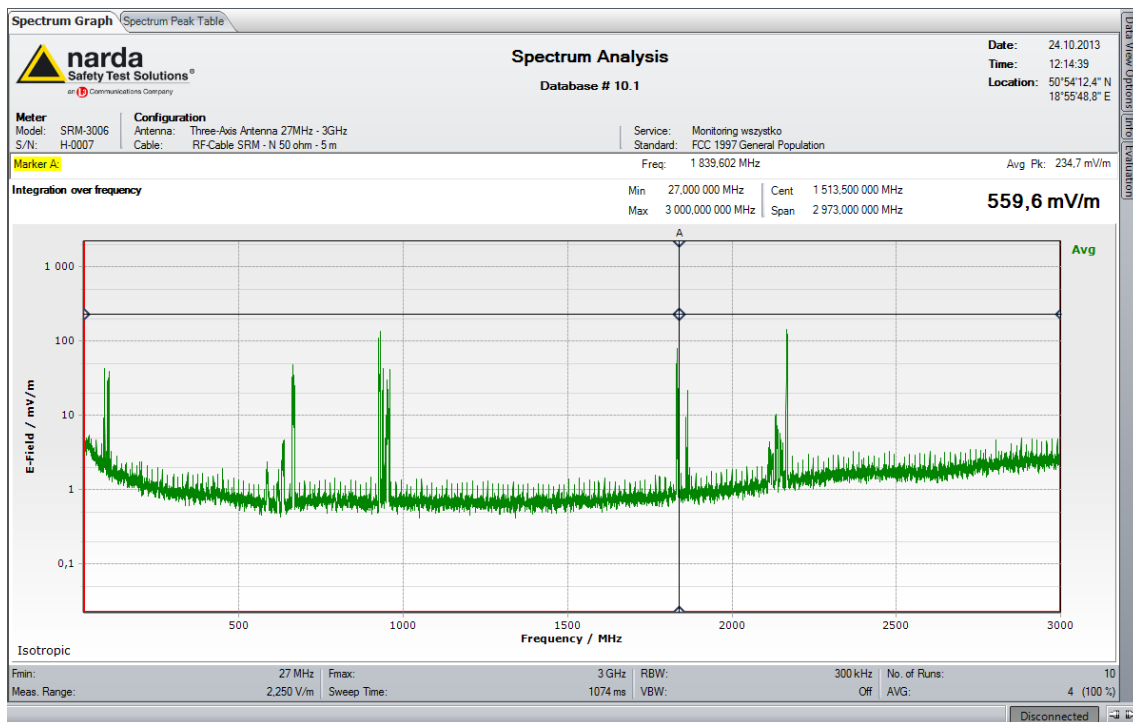 Spectrum Graph Spectrum Peak Table
narda
Safety Test Solutions®
an L3 Communications Company
Spectrum Analysis
Database # 10.1
Date: 24.10.2013
Time: 12:14:39
Location: 50°54'12,4" N
18°55'48,8" E
Meter
Model: SRM-3006
S/N: H-0007
Configuration
Antenna: Three-Axis Antenna 27MHz - 3GHz
Cable: RF-Cable SRM - N 50 ohm - 5 m
Service: Monitoring wszystko
Standard: FCC 1997 General Population
Marker A: Freq: 1 839,602 MHz Avg Pk: 234,7 mV/m
Integration over frequency
Min 27,000 000 MHz Cent 1 513,500 000 MHz
Max 3 000,000 000 MHz Span 2 973,000 000 MHz
559,6 mV/m
A
Avg
1 000
100
10
1
0,1
E-Field / mV/m
500 1000 1500 2000 2500 3000
Frequency / MHz
Isotropic
Fmin: 27 MHz Fmax: 3 GHz RBW: 300 kHz No. of Runs: 10
Meas. Range: 2,250 V/m Sweep Time: 1074 ms VBW: Off AVG: 4 (100 %)
Disconnected
Data View Options
Info
Evaluation